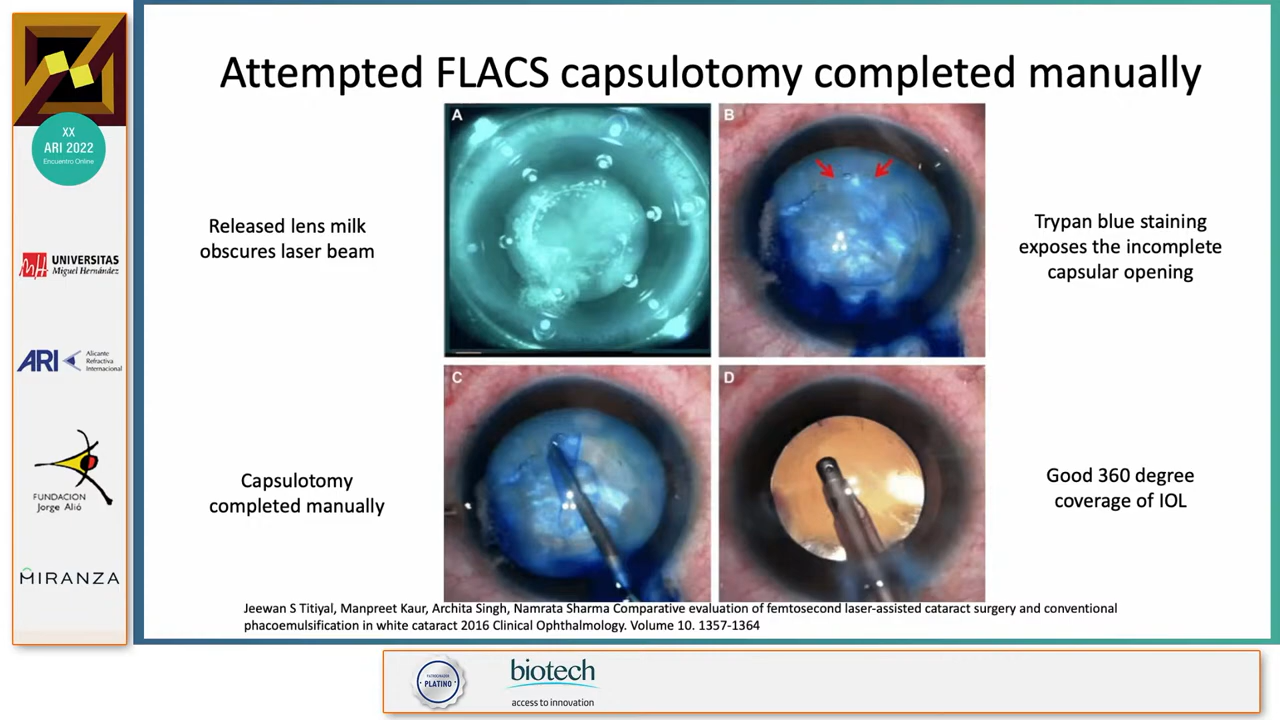 Attempted FLACS capsulotomy completed manually
XX
ARI 2022
Encuentro Online
UNIVERSITAS
Miguel Hernández
ARI
Alicante
Refractiva
Internacional
FUNDACION
Jorge Alió
MIRANZA
A
B
Released lens milk
obscures laser beam
Trypan blue staining
exposes the incomplete
capsular opening
C
D
Capsulotomy
completed manually
Good 360 degree
coverage of IOL
Jeewan S Titiyal, Manpreet Kaur, Archita Singh, Namrata Sharma Comparative evaluation of femtosecond laser-assisted cataract surgery and conventional
phacoemulsification in white cataract 2016 Clinical Ophthalmology. Volume 10. 1357-1364
PATROCINADOR
PLATINO
biotech
access to innovation